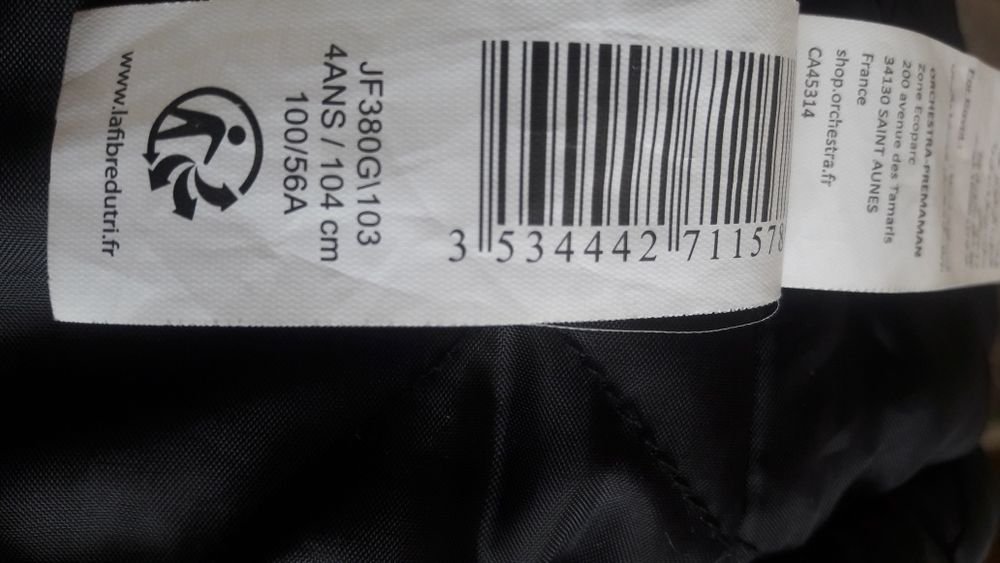 JF380G\103
4ANS / 104 cm
100/56A
www.lafibredutri.fr
3 534442 711578
ORCHESTRA-PREMAMAN
Zone Ecoparc
200 avenue des Tamaris
34130 SAINT AUNES
France
shop.orchestra.fr
CA45314